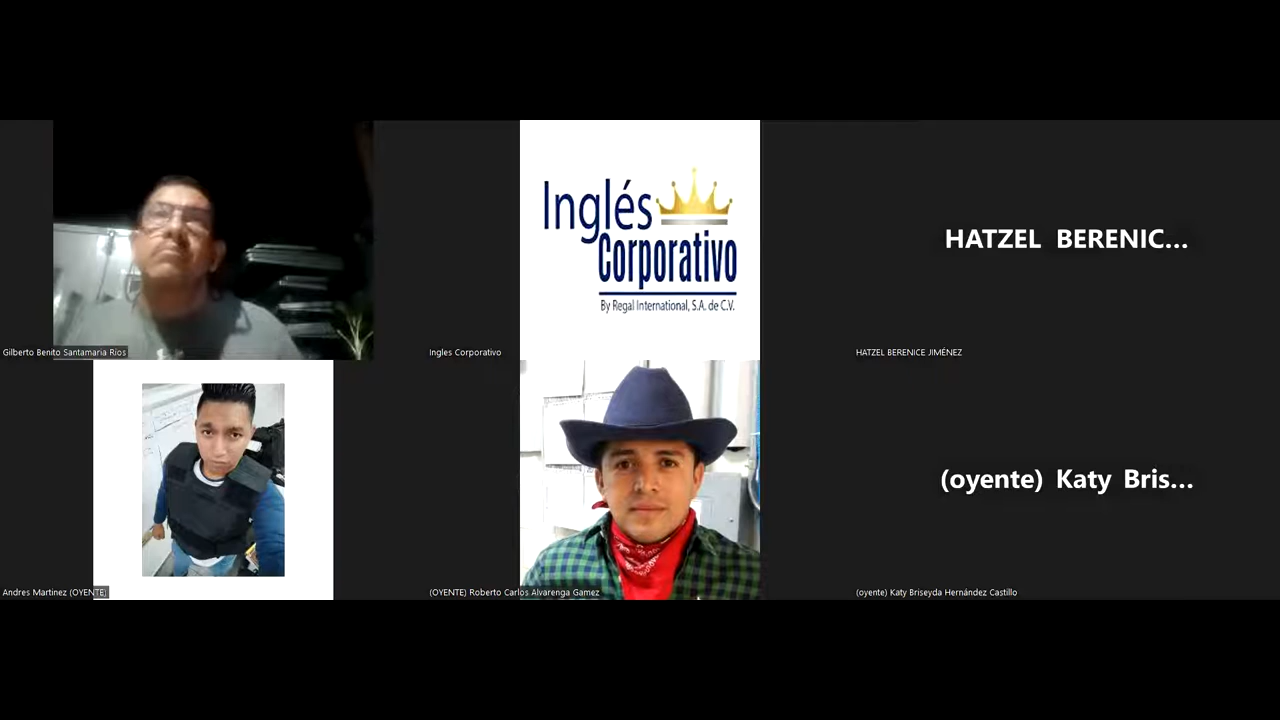 Inglés
Corporativo
By Regal International, S.A. de C.V.
HATZEL BERENIC...
Gilberto Benito Santamaria Rios
Ingles Corporativo
HATZEL BERENICE JIMÉNEZ
(oyente) Katy Bris...
Andres Martinez (OYENTE)
(OYENTE) Roberto Carlos Alvarenga Gamez
(oyente) Katy Briseyda Hernández Castillo